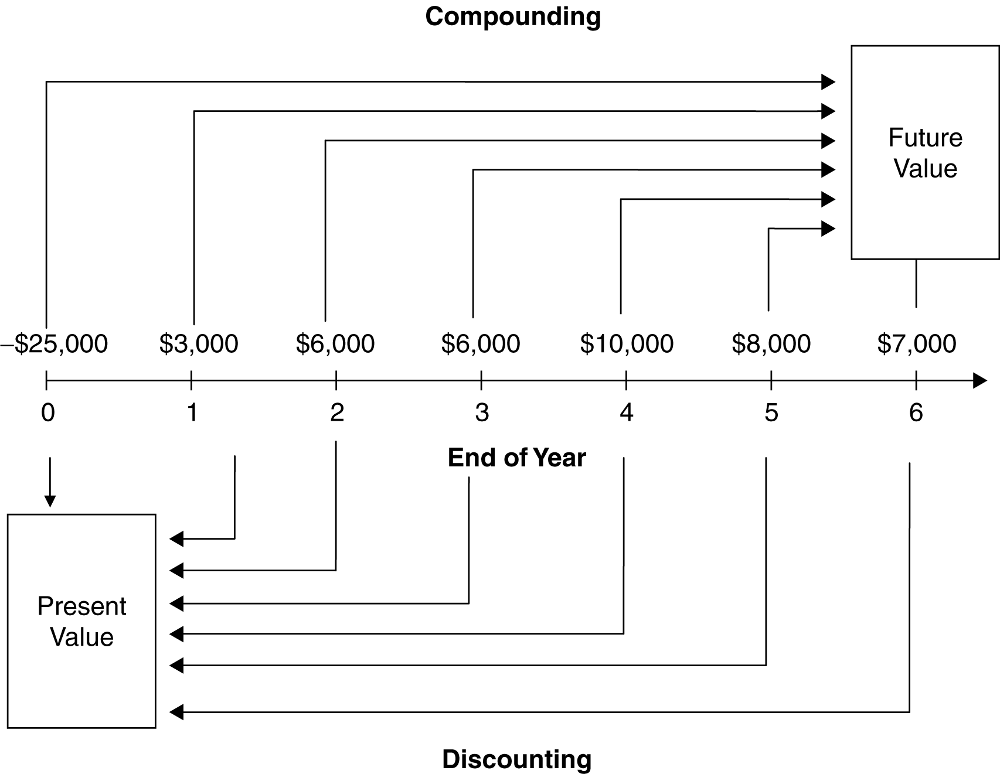 Compounding
Future
Value
–$25,000 $3,000 $6,000 $6,000 $10,000 $8,000 $7,000
0 1 2 3 4 5 6
End of Year
Present
Value
Discounting